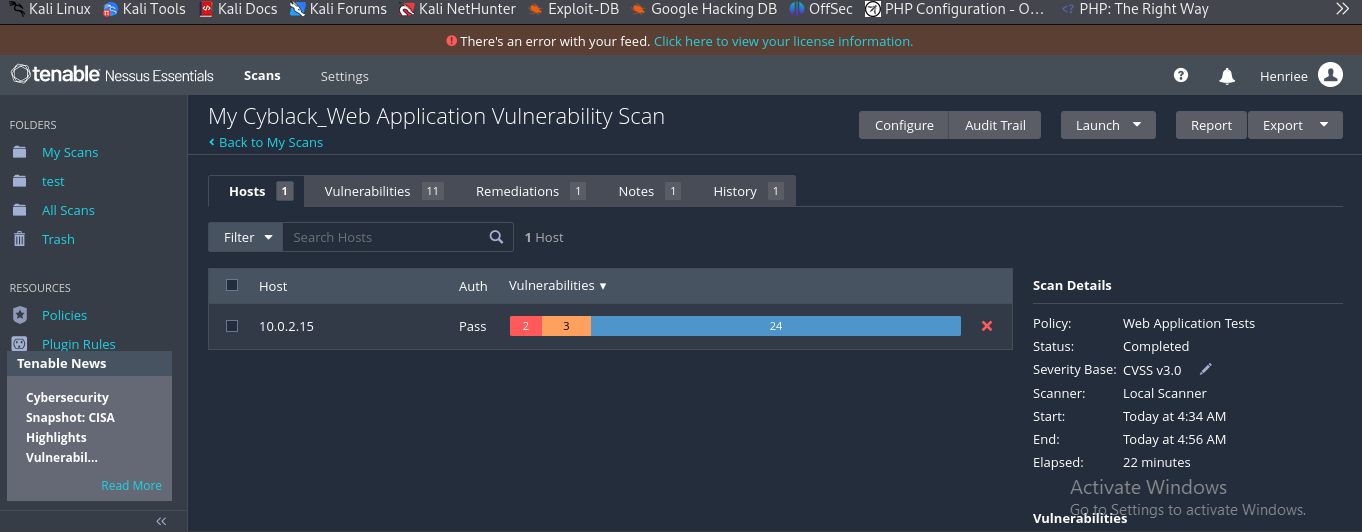 Kali Linux Kali Tools Kali Docs Kali Forums Kali NetHunter Exploit-DB Google Hacking DB OffSec PHP Configuration - O… PHP: The Right Way
There's an error with your feed. Click here to view your license information.
tenable Nessus Essentials Scans Settings Henriee
FOLDERS
My Scans
test
All Scans
Trash
RESOURCES
Policies
Plugin Rules
Tenable News
Cybersecurity
Snapshot: CISA
Highlights
Vulnerabil...
Read More
My Cyblack_Web Application Vulnerability Scan
Back to My Scans
Configure Audit Trail Launch Report Export
Hosts 1 Vulnerabilities 11 Remediations 1 Notes 1 History 1
Filter Search Hosts 1 Host
Host Auth Vulnerabilities
10.0.2.15 Pass 2 3 24
Scan Details
Policy: Web Application Tests
Status: Completed
Severity Base: CVSS v3.0
Scanner: Local Scanner
Start: Today at 4:34 AM
End: Today at 4:56 AM
Elapsed: 22 minutes
Activate Windows
Go to Settings to activate Windows.
Vulnerabilities